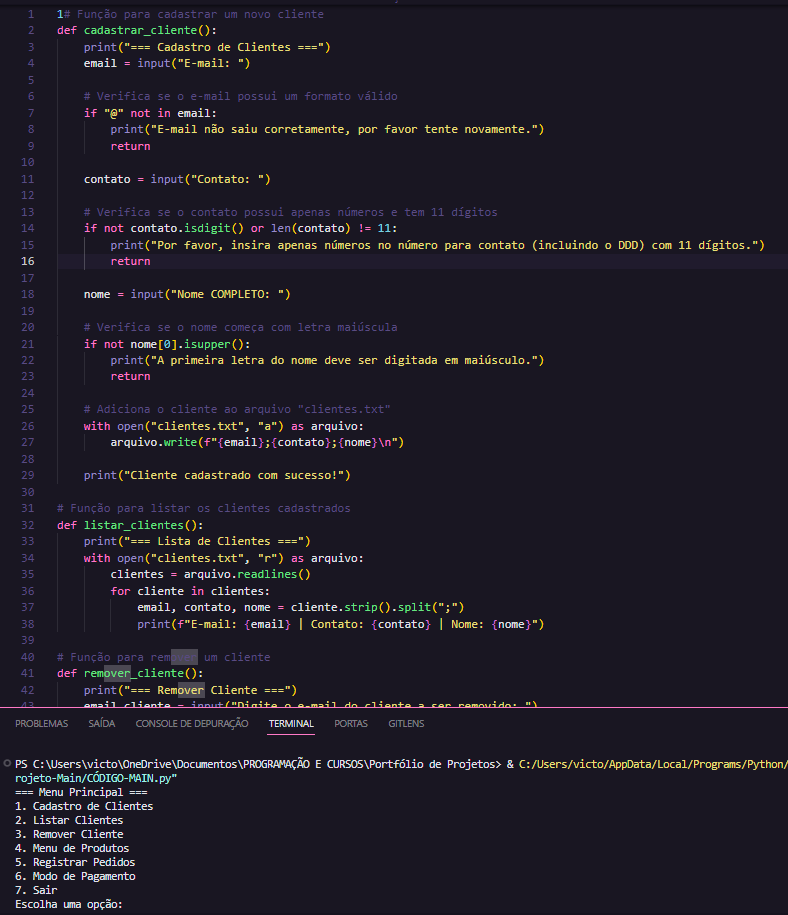 1 1# Função para cadastrar um novo cliente
2 def cadastrar_cliente():
3     print("=== Cadastro de Clientes ===")
4     email = input("E-mail: ")
5
6     # Verifica se o e-mail possui um formato válido
7     if "@" not in email:
8         print("E-mail não saiu corretamente, por favor tente novamente.")
9         return
10
11     contato = input("Contato: ")
12
13     # Verifica se o contato possui apenas números e tem 11 dígitos
14     if not contato.isdigit() or len(contato) != 11:
15         print("Por favor, insira apenas números no número para contato (incluindo o DDD) com 11 dígitos.")
16         return
17
18     nome = input("Nome COMPLETO: ")
19
20     # Verifica se o nome começa com letra maiúscula
21     if not nome[0].isupper():
22         print("A primeira letra do nome deve ser digitada em maiúsculo.")
23         return
24
25     # Adiciona o cliente ao arquivo "clientes.txt"
26     with open("clientes.txt", "a") as arquivo:
27         arquivo.write(f"{email};{contato};{nome}\n")
28
29     print("Cliente cadastrado com sucesso!")
30
31 # Função para listar os clientes cadastrados
32 def listar_clientes():
33     print("=== Lista de Clientes ===")
34     with open("clientes.txt", "r") as arquivo:
35         clientes = arquivo.readlines()
36         for cliente in clientes:
37             email, contato, nome = cliente.strip().split(";")
38             print(f"E-mail: {email} | Contato: {contato} | Nome: {nome}")
39
40 # Função para remover um cliente
41 def remover_cliente():
42     print("=== Remover Cliente ===")
43     email_cliente = input("Digite o e-mail do cliente a ser removido: ")
PROBLEMAS SAÍDA CONSOLE DE DEPURAÇÃO TERMINAL PORTAS GITLENS
PS C:\Users\victo\OneDrive\Documentos\PROGRAMAÇÃO E CURSOS\Portfólio de Projetos> & C:/Users/victo/AppData/Local/Programs/Python/
rojeto-Main/CÓDIGO-MAIN.py"
=== Menu Principal ===
1. Cadastro de Clientes
2. Listar Clientes
3. Remover Cliente
4. Menu de Produtos
5. Registrar Pedidos
6. Modo de Pagamento
7. Sair
Escolha uma opção: